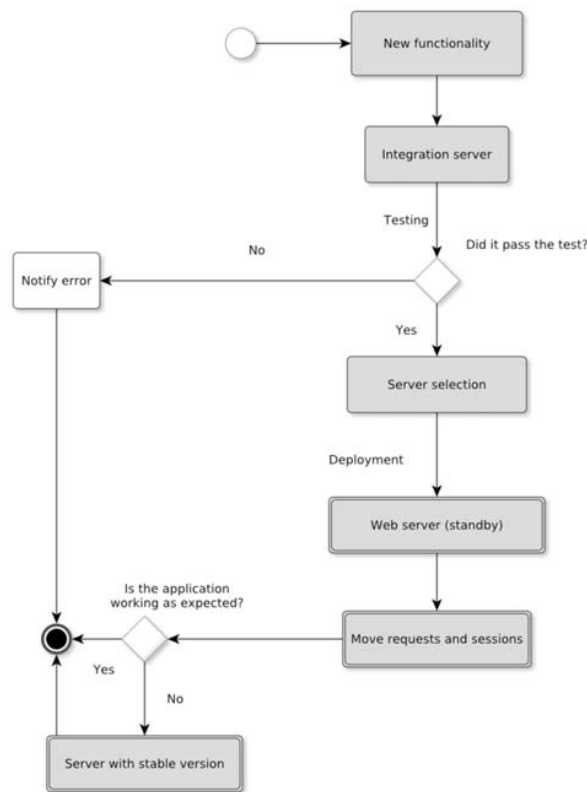 New functionality
Integration server
Testing
Did it pass the test?
No
Notify error
Yes
Server selection
Deployment
Web server (standby)
Is the application
working as expected?
Move requests and sessions
Yes
No
Server with stable version